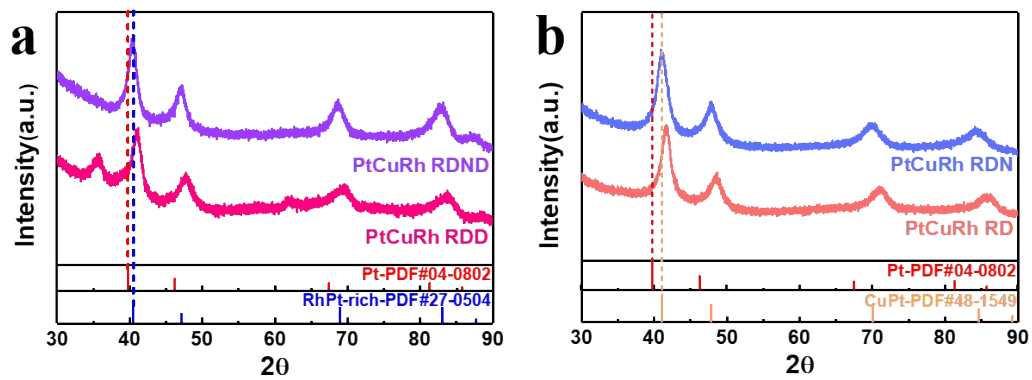 a
Intensity(a.u.)
PtCuRh RDND
PtCuRh RDD
Pt-PDF#04-0802
RhPt-rich-PDF#27-0504
30 40 50 60 70 80 90
2θ
b
Intensity(a.u.)
PtCuRh RDN
PtCuRh RD
Pt-PDF#04-0802
CuPt-PDF#48-1549
30 40 50 60 70 80 90
2θ